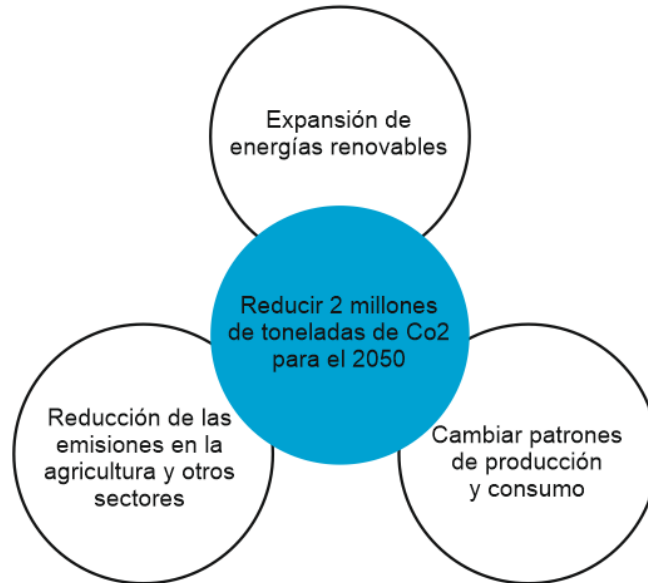 Expansión de
energías renovables
Reducir 2 millones
de toneladas de Co2
para el 2050
Reducción de las
emisiones en la
agricultura y otros
sectores
Cambiar patrones
de producción
y consumo